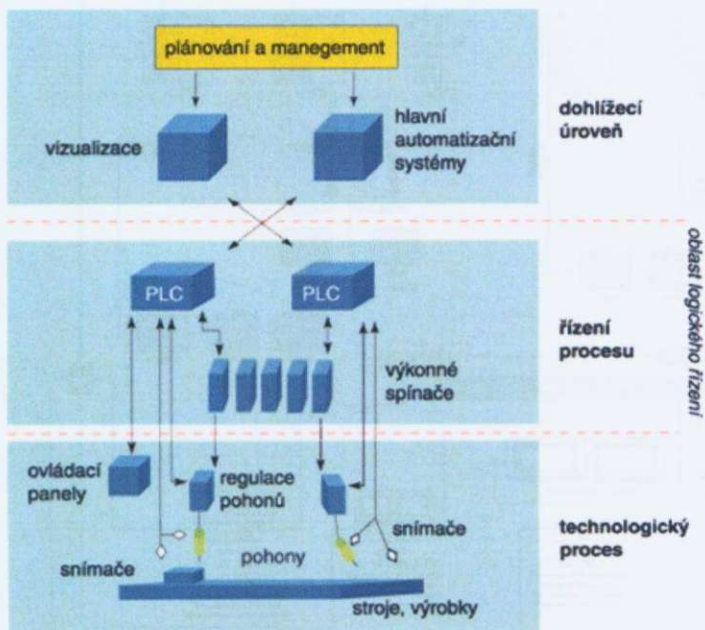 plánování a manegement
vizualizace
hlavní
automatizační
systémy
dohlížecí
úroveň
PLC
PLC
výkonné
spínače
řízení
procesu
oblast logického řízení
ovládací
panely
regulace
pohonů
snímače
pohony
snímače
stroje, výrobky
technologický
proces